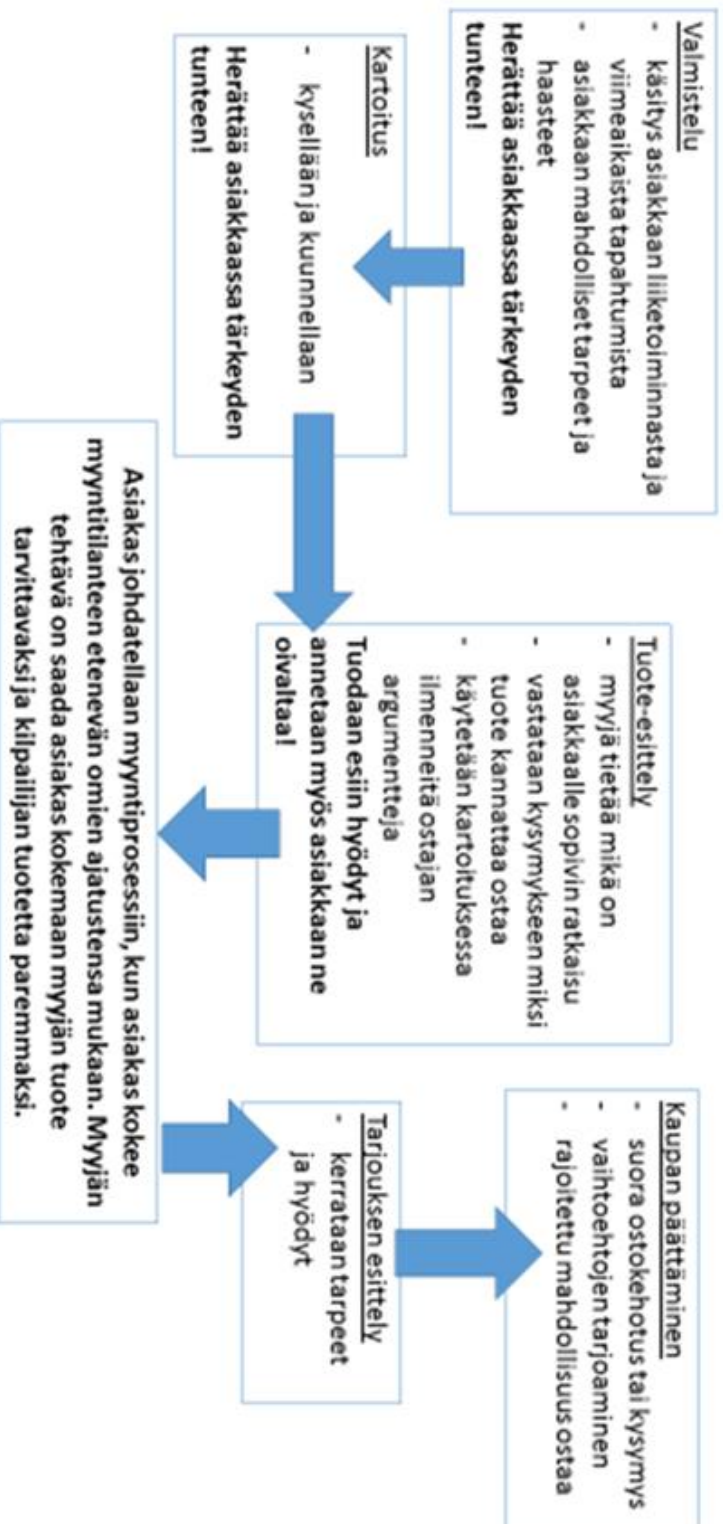 Valmistelu
- käsitys asiakkaan liiketoiminnasta ja
viimeaikaista tapahtumista
- asiakkaan mahdolliset tarpeet ja
haasteet
Herättää asiakkaassa tärkeyden
tunteen!
Kartoitus
- kysellään ja kuunnellaan
Herättää asiakkaassa tärkeyden
tunteen!
Tuote-esittely
- myyjä tietää mikä on
asiakkaalle sopivin ratkaisu
- vastataan kysymykseen miksi
tuote kannattaa ostaa
- käytetään kartoituksessa
ilmenneitä ostajan
argumentteja
Tuodaan esiin hyödyt ja
annetaan myös asiakkaan ne
oivaltaa!
Asiakas johdatellaan myyntiprosessiin, kun asiakas kokee
myyntitilanteen etenevän omien ajatustensa mukaan. Myyjän
tehtävä on saada asiakas kokemaan myyjän tuote
tarvittavaksi ja kilpailijan tuotetta paremmaksi.
Tarjouksen esittely
- kerrataan tarpeet
ja hyödyt
Kaupan päättäminen
- suora ostokehotus tai kysymys
- vaihtoehtojen tarjoaminen
- rajoitettu mahdollisuus ostaa